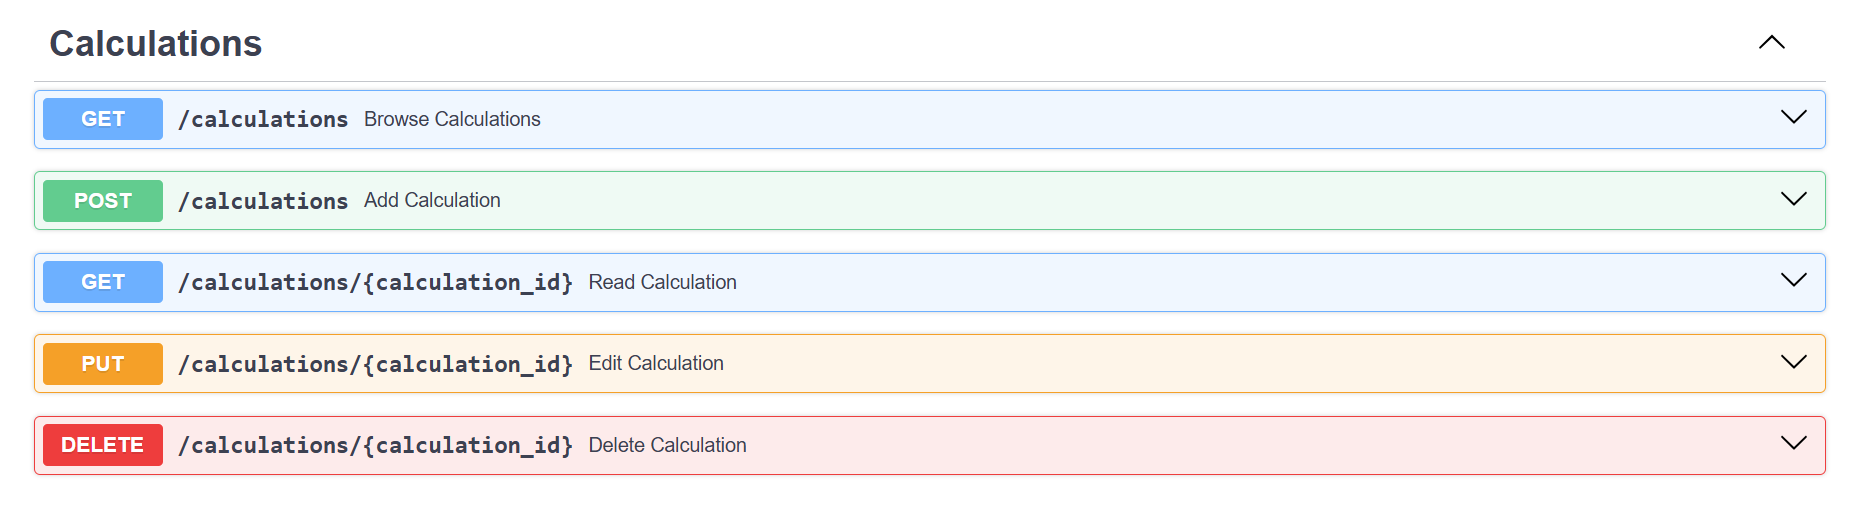 Calculations
GET /calculations Browse Calculations
POST /calculations Add Calculation
GET /calculations/{calculation_id} Read Calculation
PUT /calculations/{calculation_id} Edit Calculation
DELETE /calculations/{calculation_id} Delete Calculation